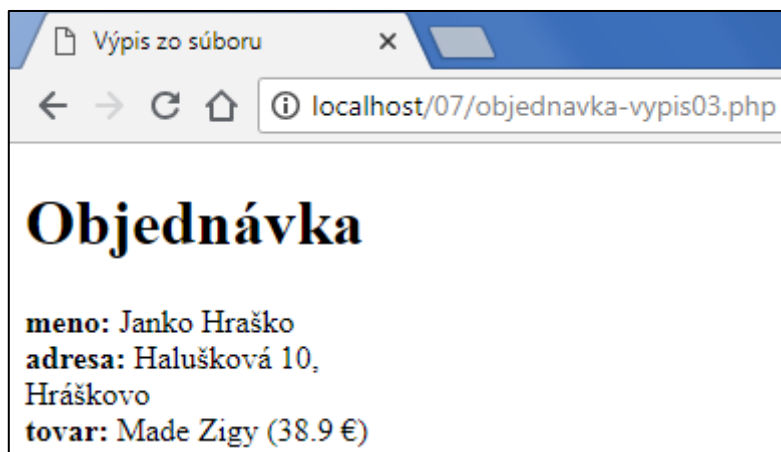 Výpis zo súboru
localhost/07/objednavka-vypis03.php
Objednávka
meno: Janko Hraško
adresa: Halušková 10,
Hráškovo
tovar: Made Zigy (38.9 €)